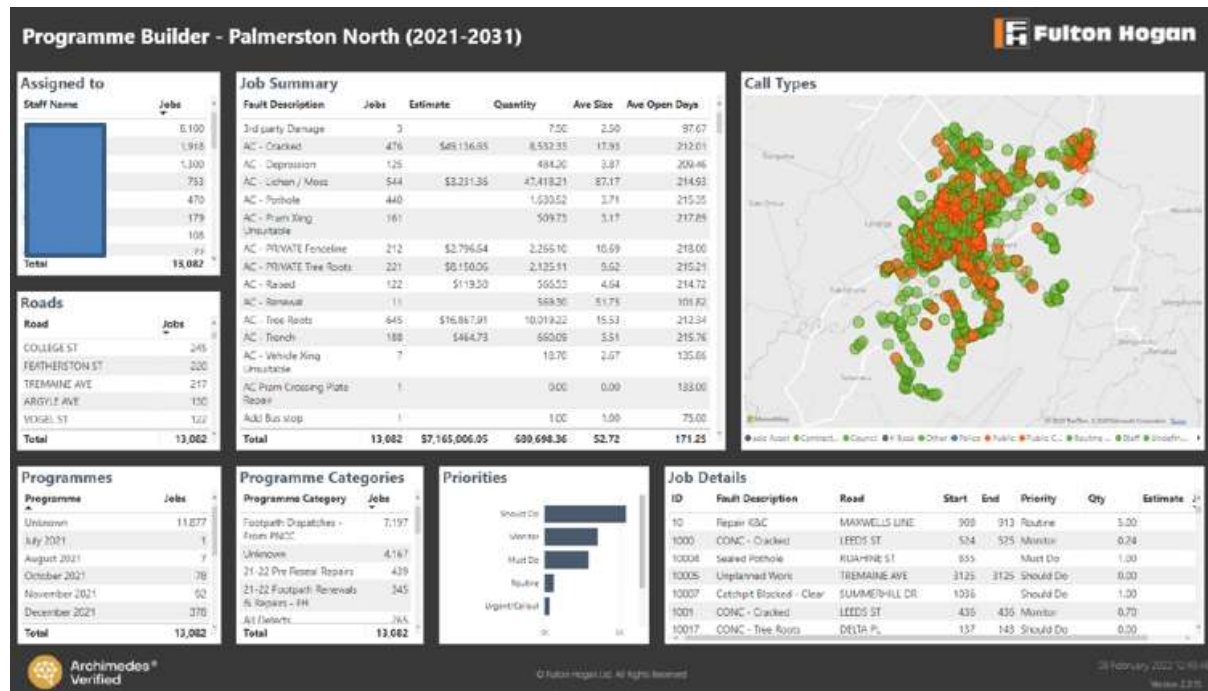 Programme Builder - Palmerston North (2021-2031)
Fulton Hogan
Assigned to
Staff Name Jobs
6,100
1,918
1,300
753
470
179
108
Total 13,082
Roads
Road Jobs
COLLEGE ST 245
FEATHERSTON ST 220
TREMAINE AVE 217
ARGYLE AVE 150
VOGEL ST 122
Total 13,082
Job Summary
Fault Description Jobs Estimate Quantity Ave Size Ave Open Days
3rd party Damage 3 7.50 2.50 97.67
AC - Cracked 476 17.93 212.01
AC - Depression 125 484.20 3.87 209.46
AC - Lichen / Moss 544 $3,231.36 47,418.21 87.17 214.93
AC - Pothole 440 1,630.52 3.71 215.35
AC - Pram Xing 161 509.73 3.17 217.89
Unsuitable
AC - PRIVATE Fenceline 212 $2,796.64 2,266.10 10.69 218.00
AC - PRIVATE Tree Roots 221 $8,150.06 2,125.11 9.62 215.21
AC - Raised 122 $119.50 566.53 4.64 214.72
AC - Renewal 11 569.30 51.75 101.82
AC - Tree Roots 645 $16,867.91 10,019.22 15.53 212.34
AC - Trench 188 $464.73 660.09 3.51 215.76
AC - Vehicle Xing 7 18.70 2.67 135.86
Unsuitable
AC Pram Crossing Plate 1 0.00 0.00 133.00
Repair
Add Bus stop 1 1.00 1.00 75.00
Total 13,082 $7,165,006.05 689,698.36 52.72 171.25
Call Types
Programmes
Programme Jobs
Unknown 11,877
July 2021 1
August 2021 7
October 2021 78
November 2021 62
December 2021 378
Total 13,082
Programme Categories
Programme Category Jobs
Footpath Dispatches - 7,197
From PNCC
Unknown 4,167
21-22 Pre Reseal Repairs 439
21-22 Footpath Renewals 345
& Repairs - FH
All Defects 265
Total 13,082
Priorities
Should Do
Monitor
Must Do
Routine
Urgent/Callout
Job Details
ID Fault Description Road Start End Priority Qty Estimate
10 Repair K&C MAXWELLS LINE 908 913 Routine 5.00
1000 CONC - Cracked LEEDS ST 524 525 Monitor 0.24
10004 Sealed Pothole RUAHINE ST 635 Must Do 1.00
10005 Unplanned Work TREMAINE AVE 3125 3125 Should Do 0.00
10007 Catchpit Blocked - Clear SUMMERHILL DR 1036 Should Do 1.00
1001 CONC - Cracked LEEDS ST 436 436 Monitor 0.70
10017 CONC - Tree Roots DELTA PL 137 143 Should Do 0.00
Archimedes®
Verified
© Fulton Hogan Ltd. All Rights Reserved